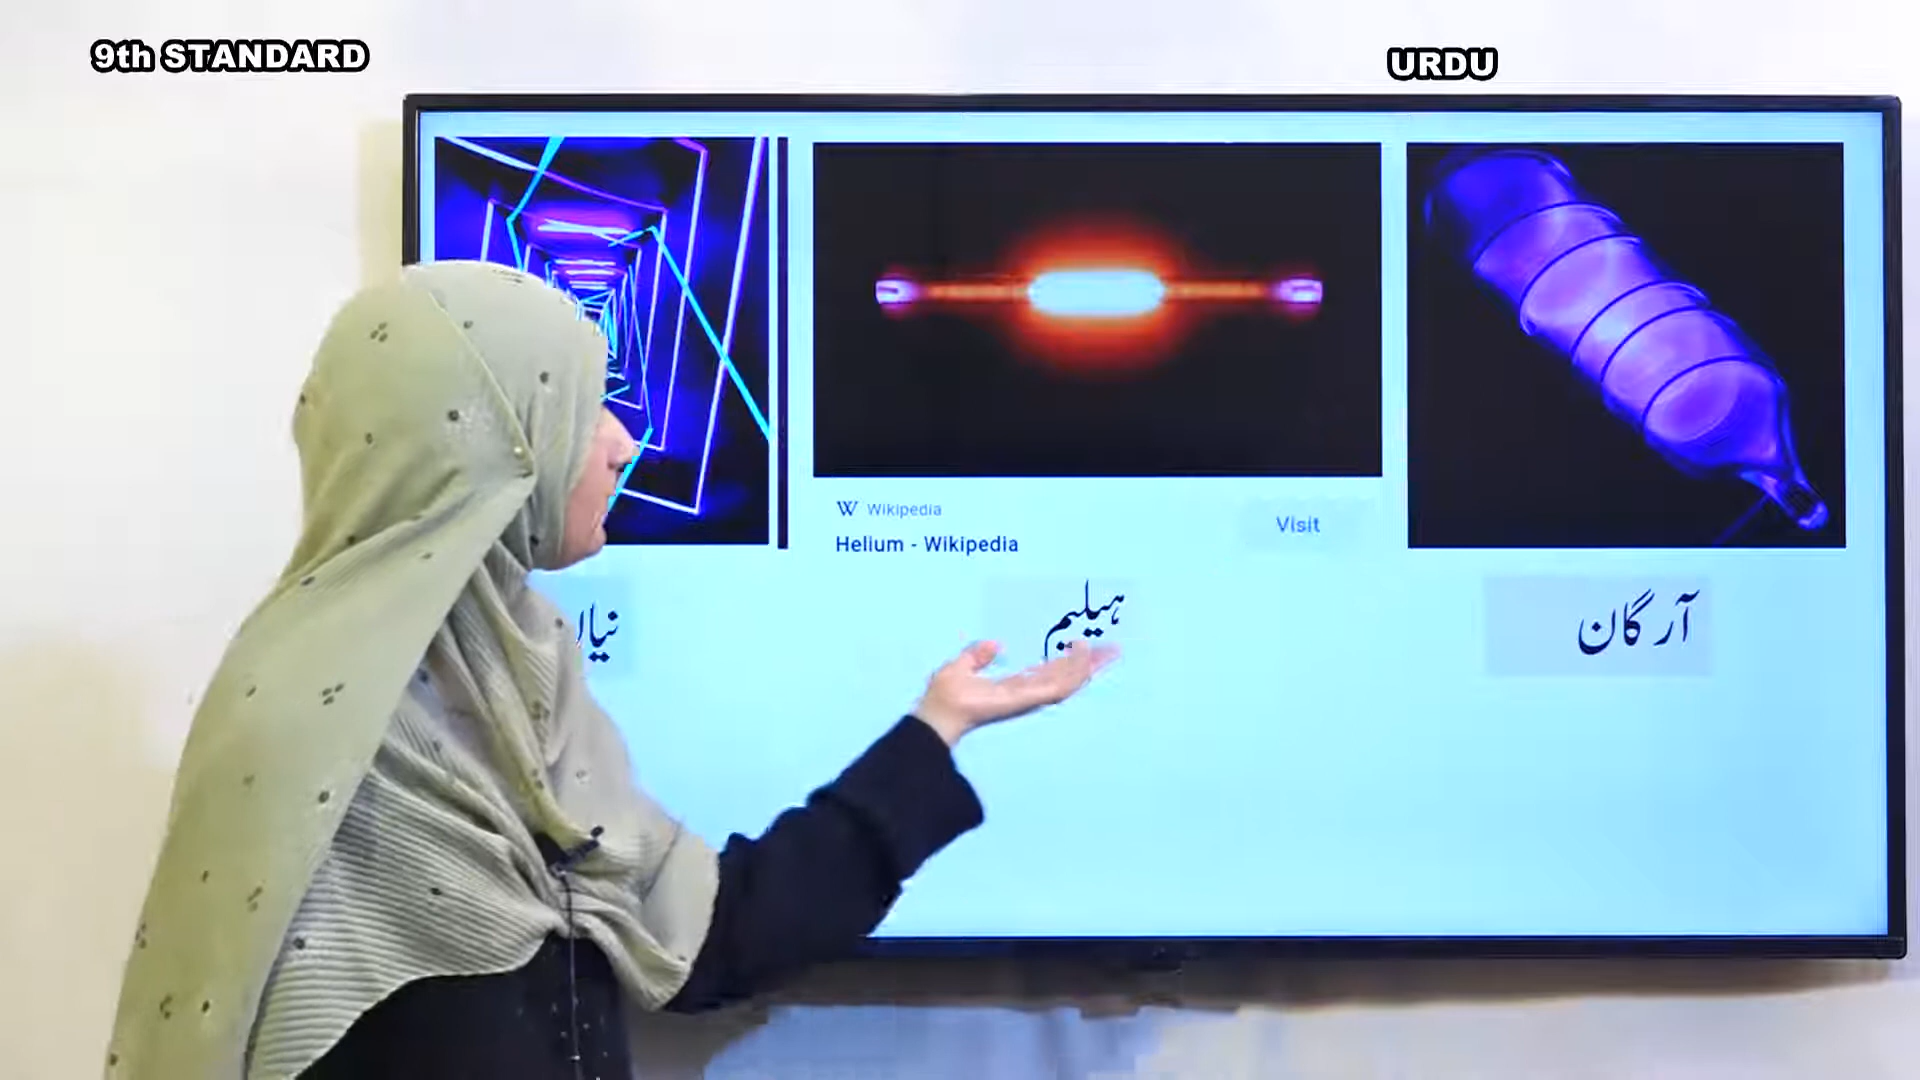 9th STANDARD
URDU
Wikipedia
Helium - Wikipedia
Visit
آرگان
ہیلیم